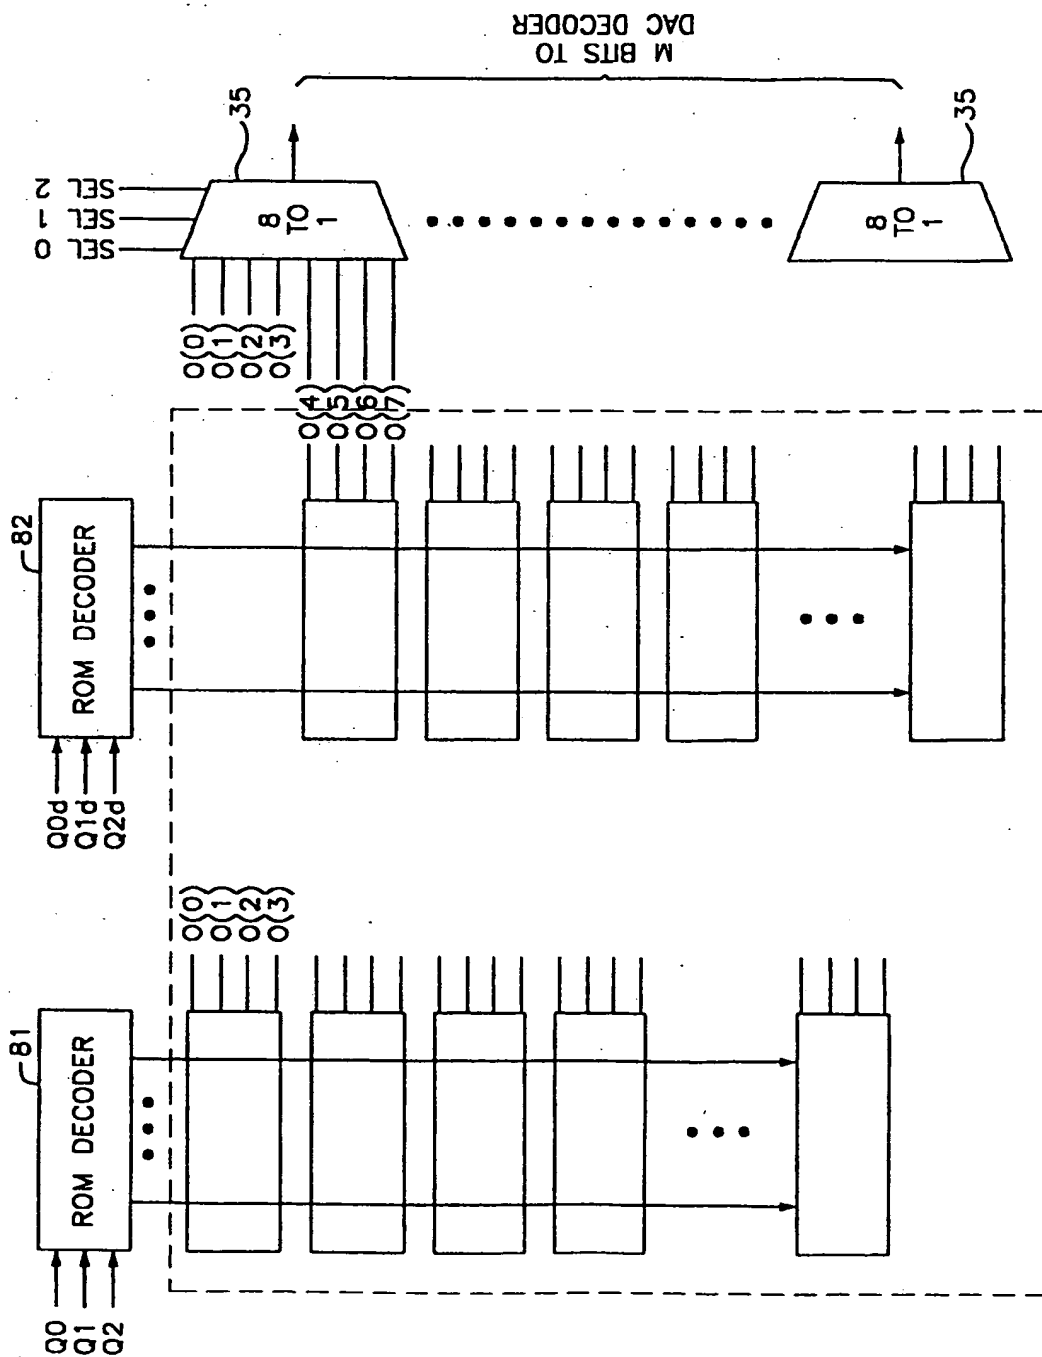 Q0
Q1
Q2
ROM DECODER
81
Q0d
Q1d
Q2d
ROM DECODER
82
O(0)
O(1)
O(2)
O(3)
O(4)
O(5)
O(6)
O(7)
O(0)
O(1)
O(2)
O(3)
SEL 0
SEL 1
SEL 2
8
TO
1
35
8
TO
1
35
M BITS TO
DAC DECODER